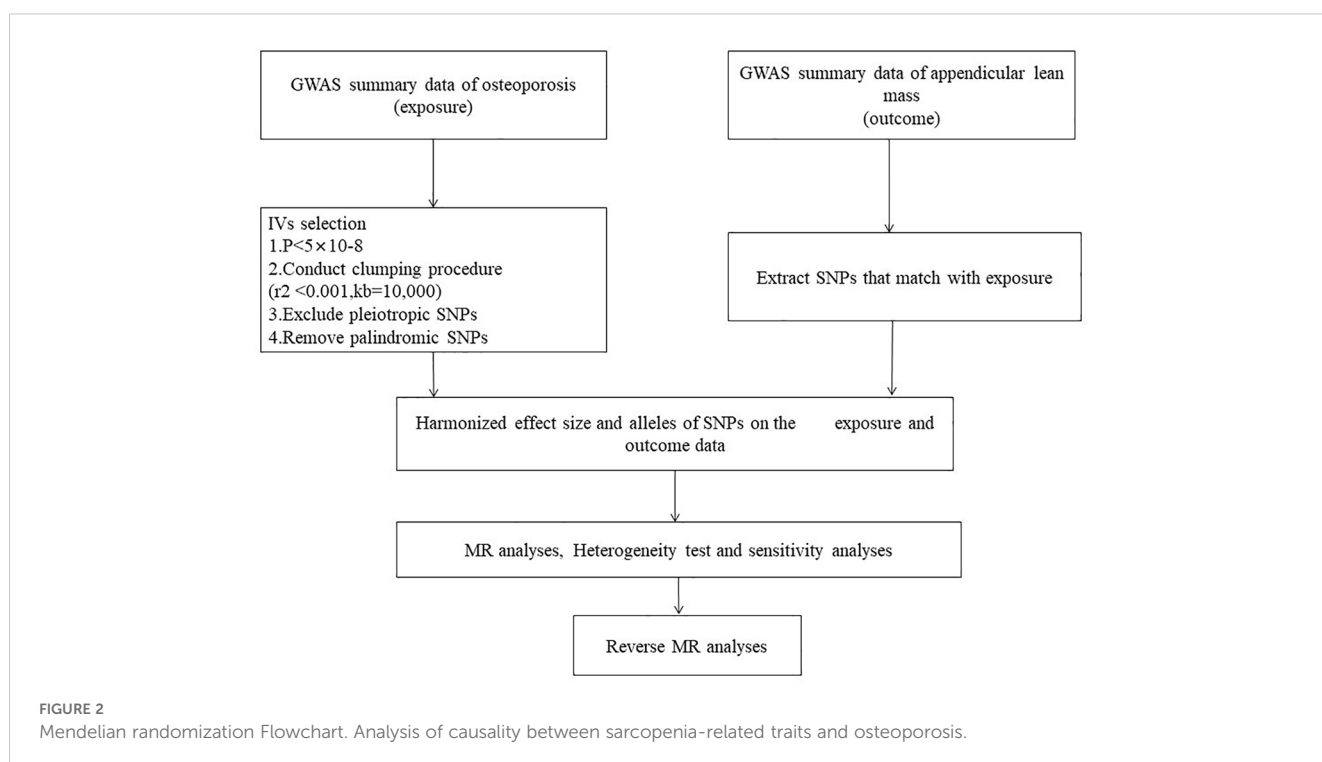 GWAS summary data of osteoporosis
(exposure)
GWAS summary data of appendicular lean
mass
(outcome)
IVs selection
1.P<5×10-8
2.Conduct clumping procedure
(r2 <0.001,kb=10,000)
3.Exclude pleiotropic SNPs
4.Remove palindromic SNPs
Extract SNPs that match with exposure
Harmonized effect size and alleles of SNPs on the exposure and
outcome data
MR analyses, Heterogeneity test and sensitivity analyses
Reverse MR analyses
FIGURE 2
Mendelian randomization Flowchart. Analysis of causality between sarcopenia-related traits and osteoporosis.